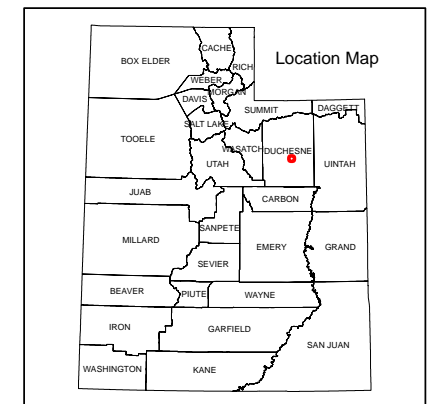 Location Map
CACHE
BOX ELDER
RICH
WEBER
MORGAN
DAVIS
SUMMIT
DAGGETT
SALT LAKE
TOOELE
WASATCH
DUCHESNE
UTAH
UINTAH
JUAB
CARBON
SANPETE
MILLARD
EMERY
GRAND
SEVIER
BEAVER
PIUTE
WAYNE
IRON
GARFIELD
SAN JUAN
WASHINGTON
KANE